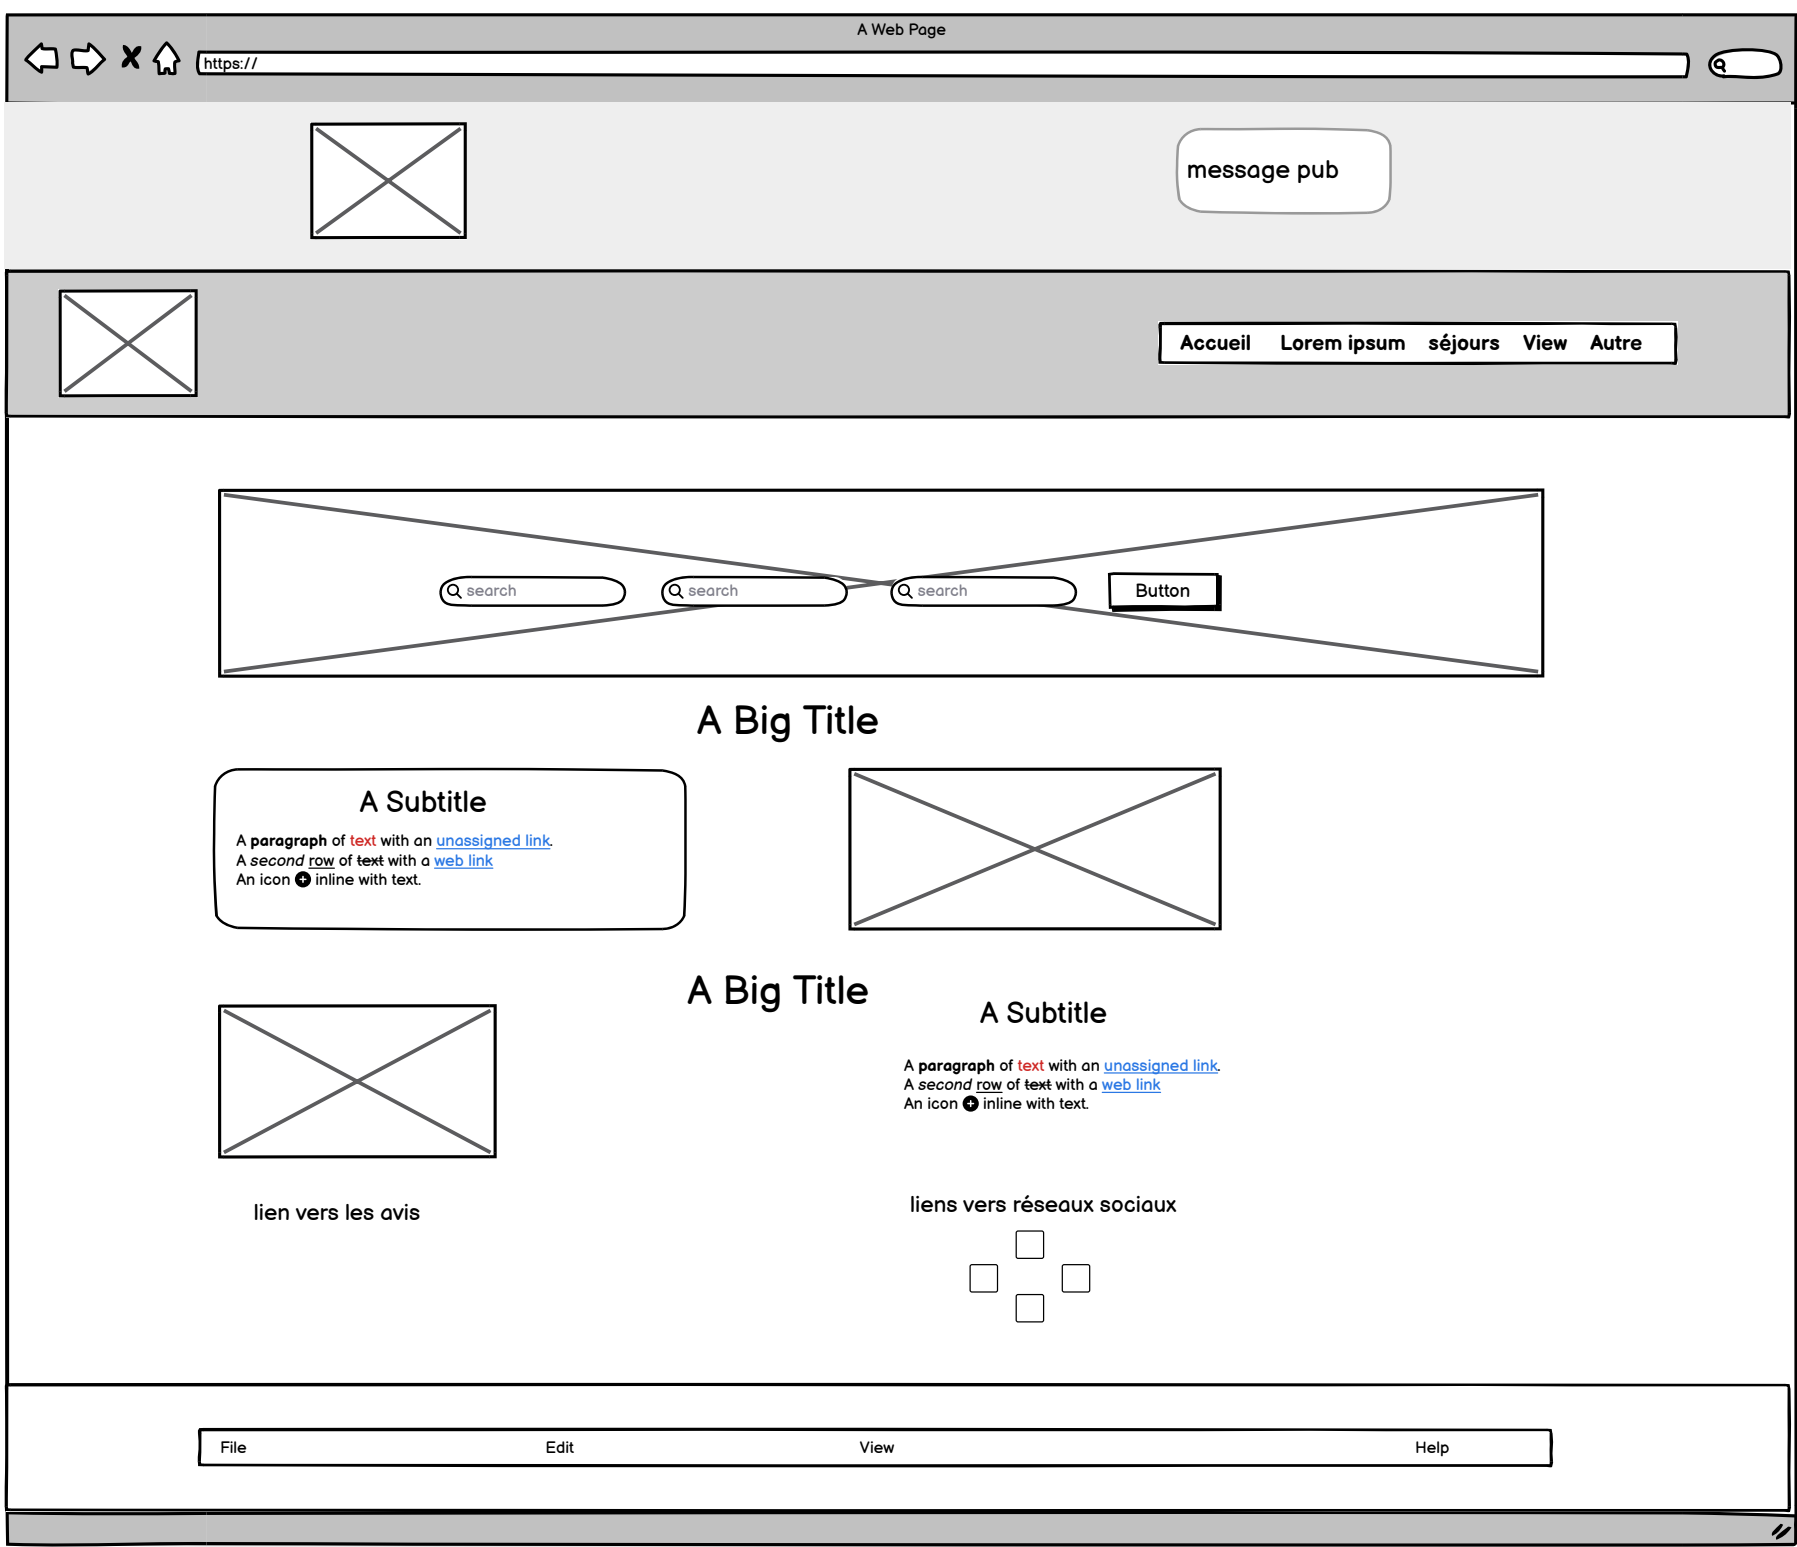 A Web Page
https://
message pub
Accueil Lorem ipsum séjours View Autre
search search search Button
A Big Title
A Subtitle
A paragraph of text with an unassigned link.
A second row of text with a web link
An icon inline with text.
A Big Title
A Subtitle
A paragraph of text with an unassigned link.
A second row of text with a web link
An icon inline with text.
lien vers les avis
liens vers réseaux sociaux
File Edit View Help